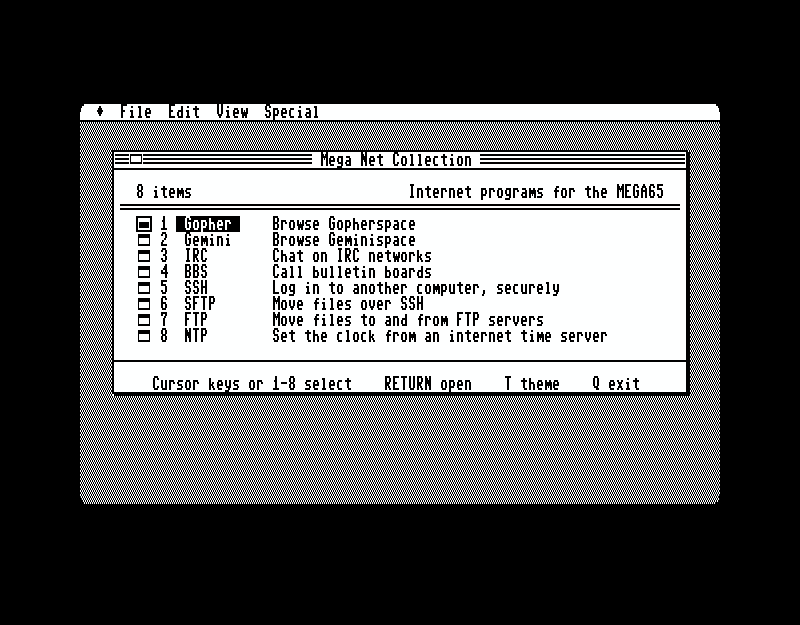 ♦ File Edit View Special
Mega Net Collection
8 items Internet programs for the MEGA65
1 Gopher Browse Gopherspace
2 Gemini Browse Geminispace
3 IRC Chat on IRC networks
4 BBS Call bulletin boards
5 SSH Log in to another computer, securely
6 SFTP Move files over SSH
7 FTP Move files to and from FTP servers
8 NTP Set the clock from an internet time server
Cursor keys or 1-8 select RETURN open T theme Q exit